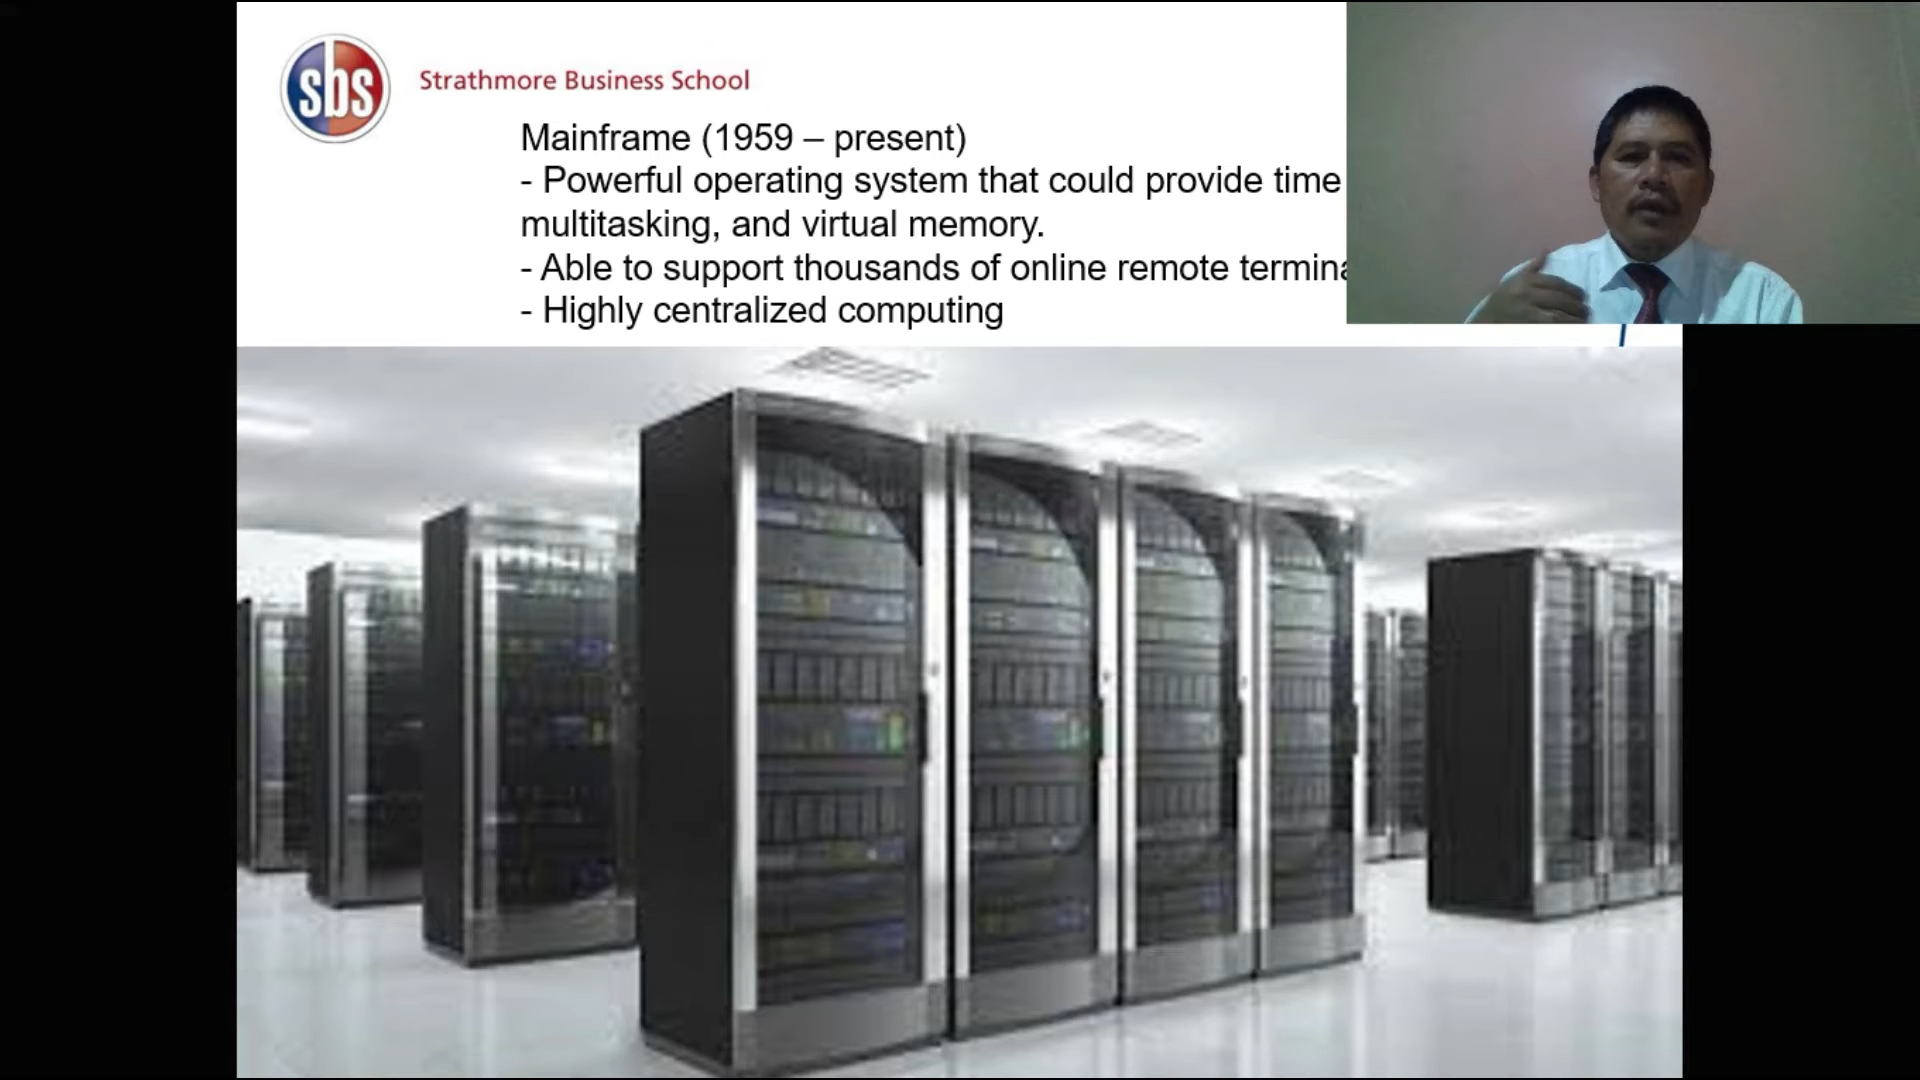 sbs
Strathmore Business School
Mainframe (1959 – present)
- Powerful operating system that could provide time
multitasking, and virtual memory.
- Able to support thousands of online remote
- Highly centralized computing